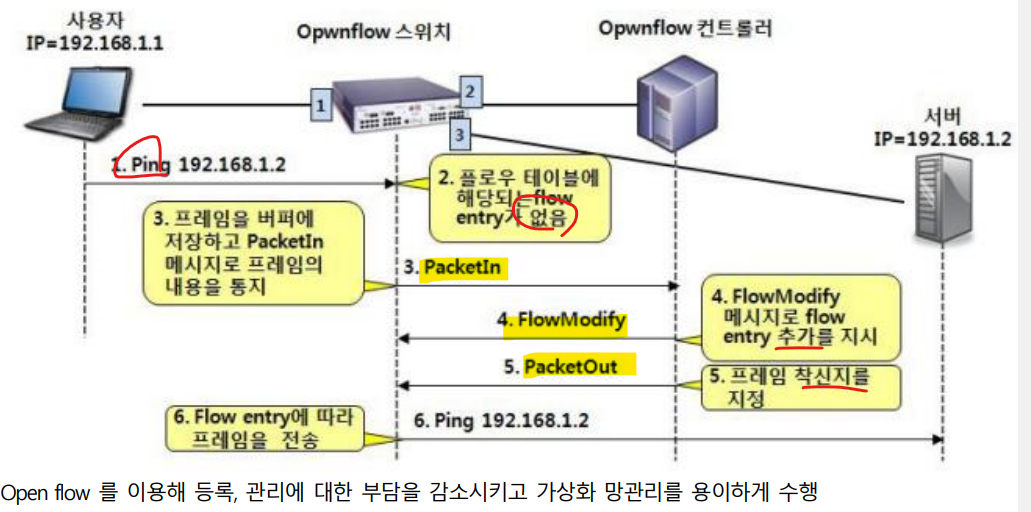 사용자
IP=192.168.1.1
Opwnflow 스위치
Opwnflow 컨트롤러
서버
IP=192.168.1.2
1
2
3
1. Ping 192.168.1.2
2. 플로우 테이블에
해당되는flow
entry가 없음
3. 프레임을 버퍼에
저장하고 PacketIn
메시지로 프레임의
내용을 통지
3. PacketIn
4. FlowModify
메시지로 flow
entry 추가를 지시
4. FlowModify
5. PacketOut
5. 프레임 착신지를
지정
6. Flow entry에 따라
프레임을 전송
6. Ping 192.168.1.2
Open flow 를 이용해 등록, 관리에 대한 부담을 감소시키고 가상화 망관리를 용이하게 수행